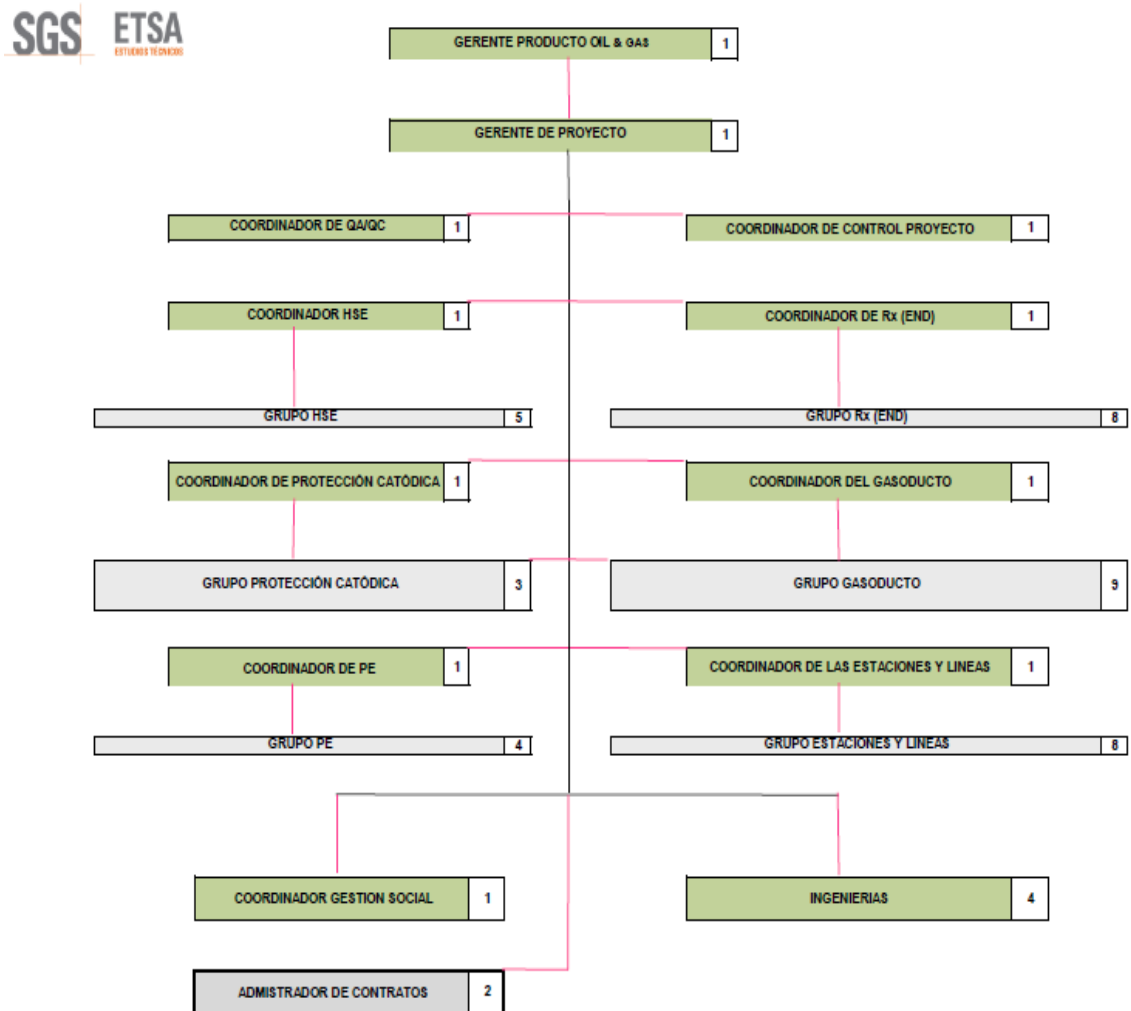 SGS ETSA
ESTUDIOS TÉCNICOS
GERENTE PRODUCTO OIL & GAS 1
GERENTE DE PROYECTO 1
COORDINADOR DE QA/QC 1
COORDINADOR DE CONTROL PROYECTO 1
COORDINADOR HSE 1
COORDINADOR DE Rx (END) 1
GRUPO HSE 5
GRUPO Rx (END) 8
COORDINADOR DE PROTECCIÓN CATÓDICA 1
COORDINADOR DEL GASODUCTO 1
GRUPO PROTECCIÓN CATÓDICA 3
GRUPO GASODUCTO 9
COORDINADOR DE PE 1
COORDINADOR DE LAS ESTACIONES Y LINEAS 1
GRUPO PE 4
GRUPO ESTACIONES Y LINEAS 8
COORDINADOR GESTION SOCIAL 1
INGENIERIAS 4
ADMISTRADOR DE CONTRATOS 2